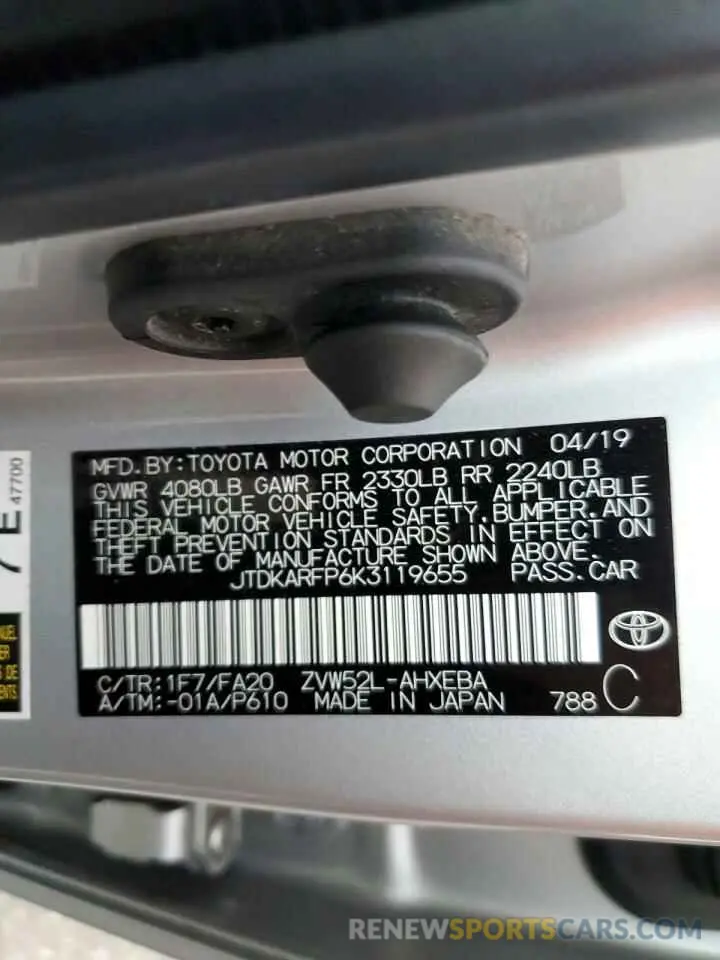 MFD.BY:TOYOTA MOTOR CORPORATION 04/19
GVWR 4080LB GAWR FR 2330LB RR 2240LB
THIS VEHICLE CONFORMS TO ALL APPLICABLE
FEDERAL MOTOR VEHICLE SAFETY,BUMPER,AND
THEFT PREVENTION STANDARDS IN EFFECT ON
THE DATE OF MANUFACTURE SHOWN ABOVE.
JTDKARFP6K3119655 PASS.CAR
C/TR:1F7/FA20 ZVW52L-AHXEBA C
A/TM:-01A/P610 MADE IN JAPAN 788
E
47700
RENEWSPORTSCARS.COM